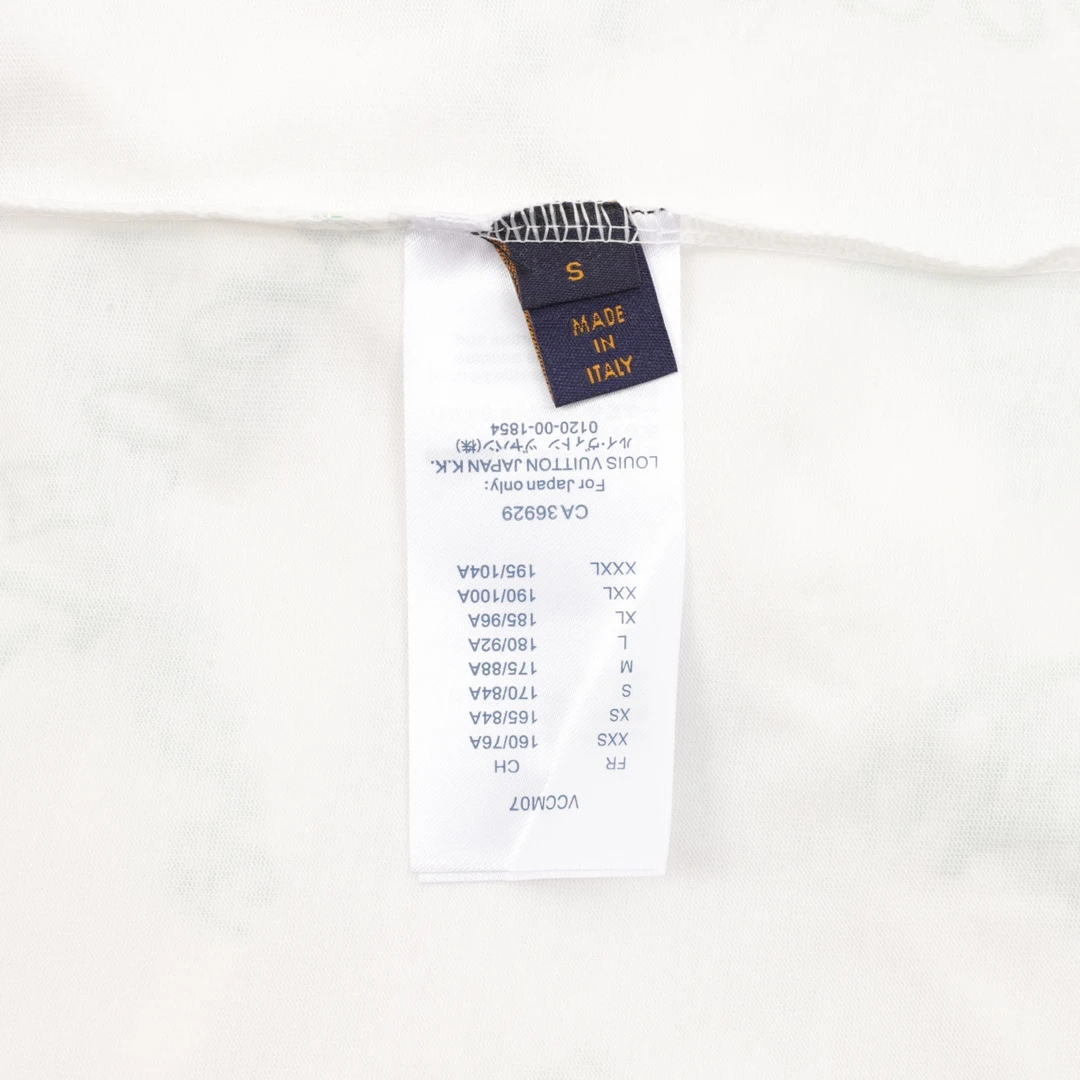 S
MADE
IN
ITALY
VCCM07
FR CH
XXS 160/76A
XS 165/84A
S 170/84A
M 175/88A
L 180/92A
XL 185/96A
XXL 190/100A
XXXL 195/104A
CA 36929
For Japan only:
LOUIS VUITTON JAPAN K.K.
ルイ・ヴィトン ジャパン(株)
0120-00-1854